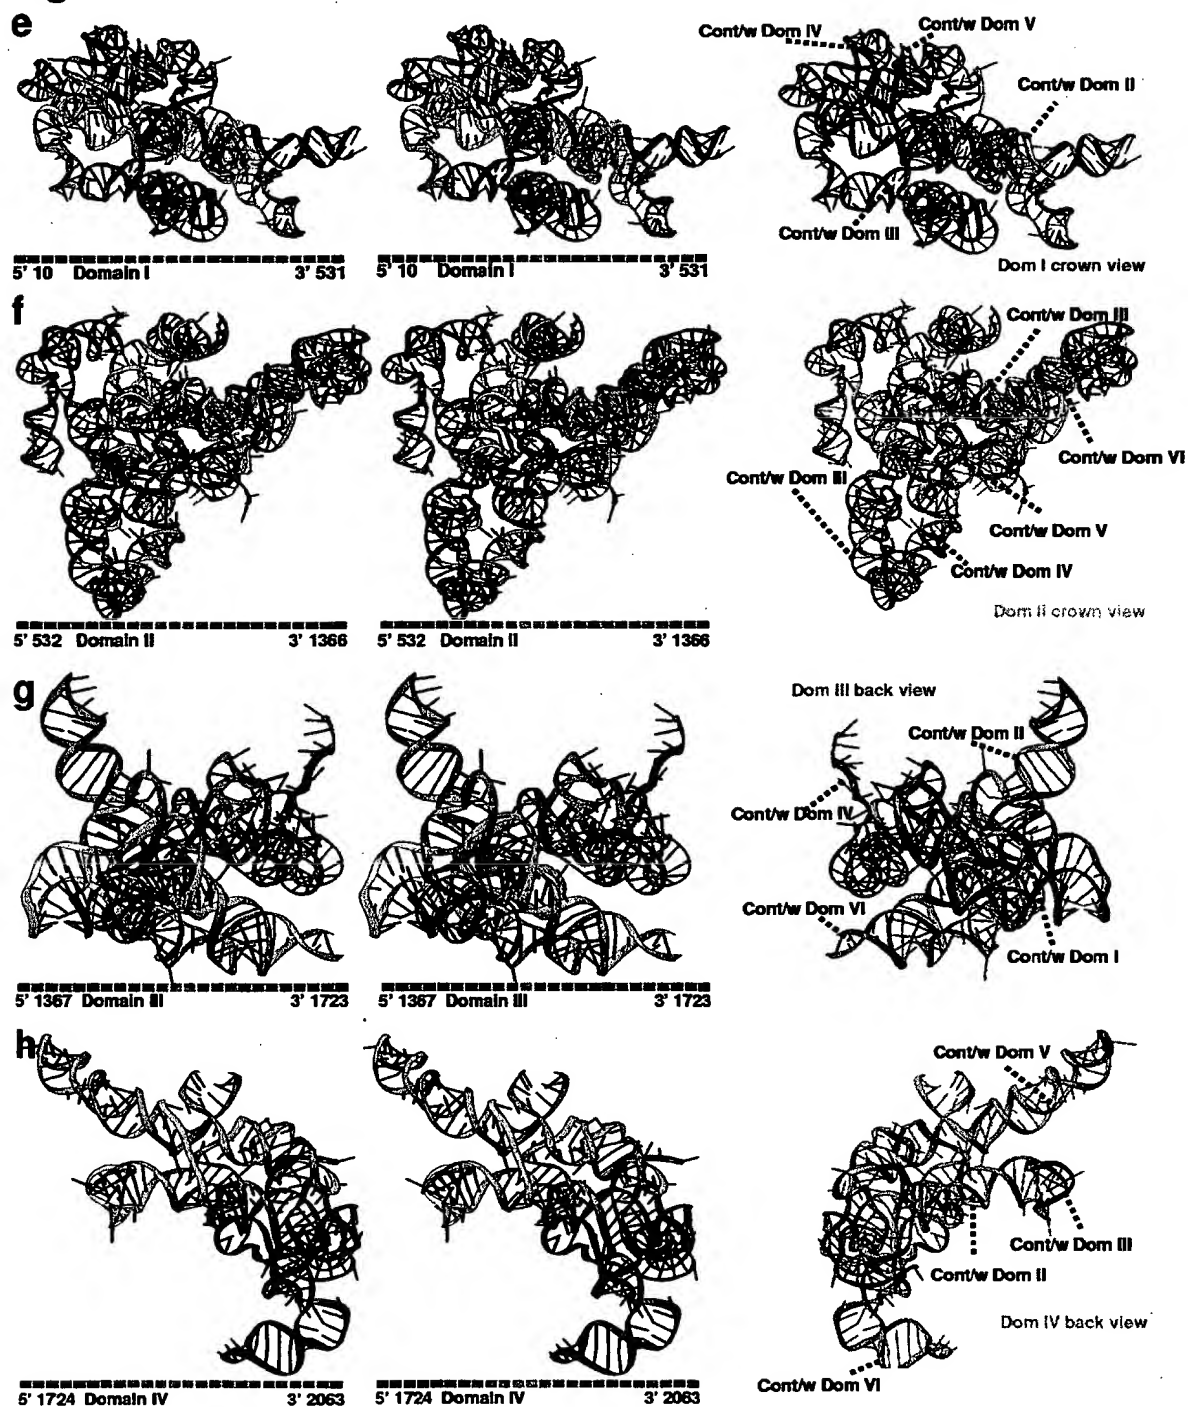 e
Cont/w Dom IV
Cont/w Dom V
Cont/w Dom II
Cont/w Dom III
5' 10 Domain I 3' 531
5' 10 Domain I 3' 531
Dom I crown view
f
Cont/w Dom III
Cont/w Dom VI
Cont/w Dom III
Cont/w Dom V
Cont/w Dom IV
Dom II crown view
5' 532 Domain II 3' 1366
5' 532 Domain II 3' 1366
g
Dom III back view
Cont/w Dom II
Cont/w Dom IV
Cont/w Dom VI
Cont/w Dom I
5' 1367 Domain III 3' 1723
5' 1367 Domain III 3' 1723
h
Cont/w Dom V
Cont/w Dom III
Cont/w Dom II
Dom IV back view
Cont/w Dom VI
5' 1724 Domain IV 3' 2063
5' 1724 Domain IV 3' 2063